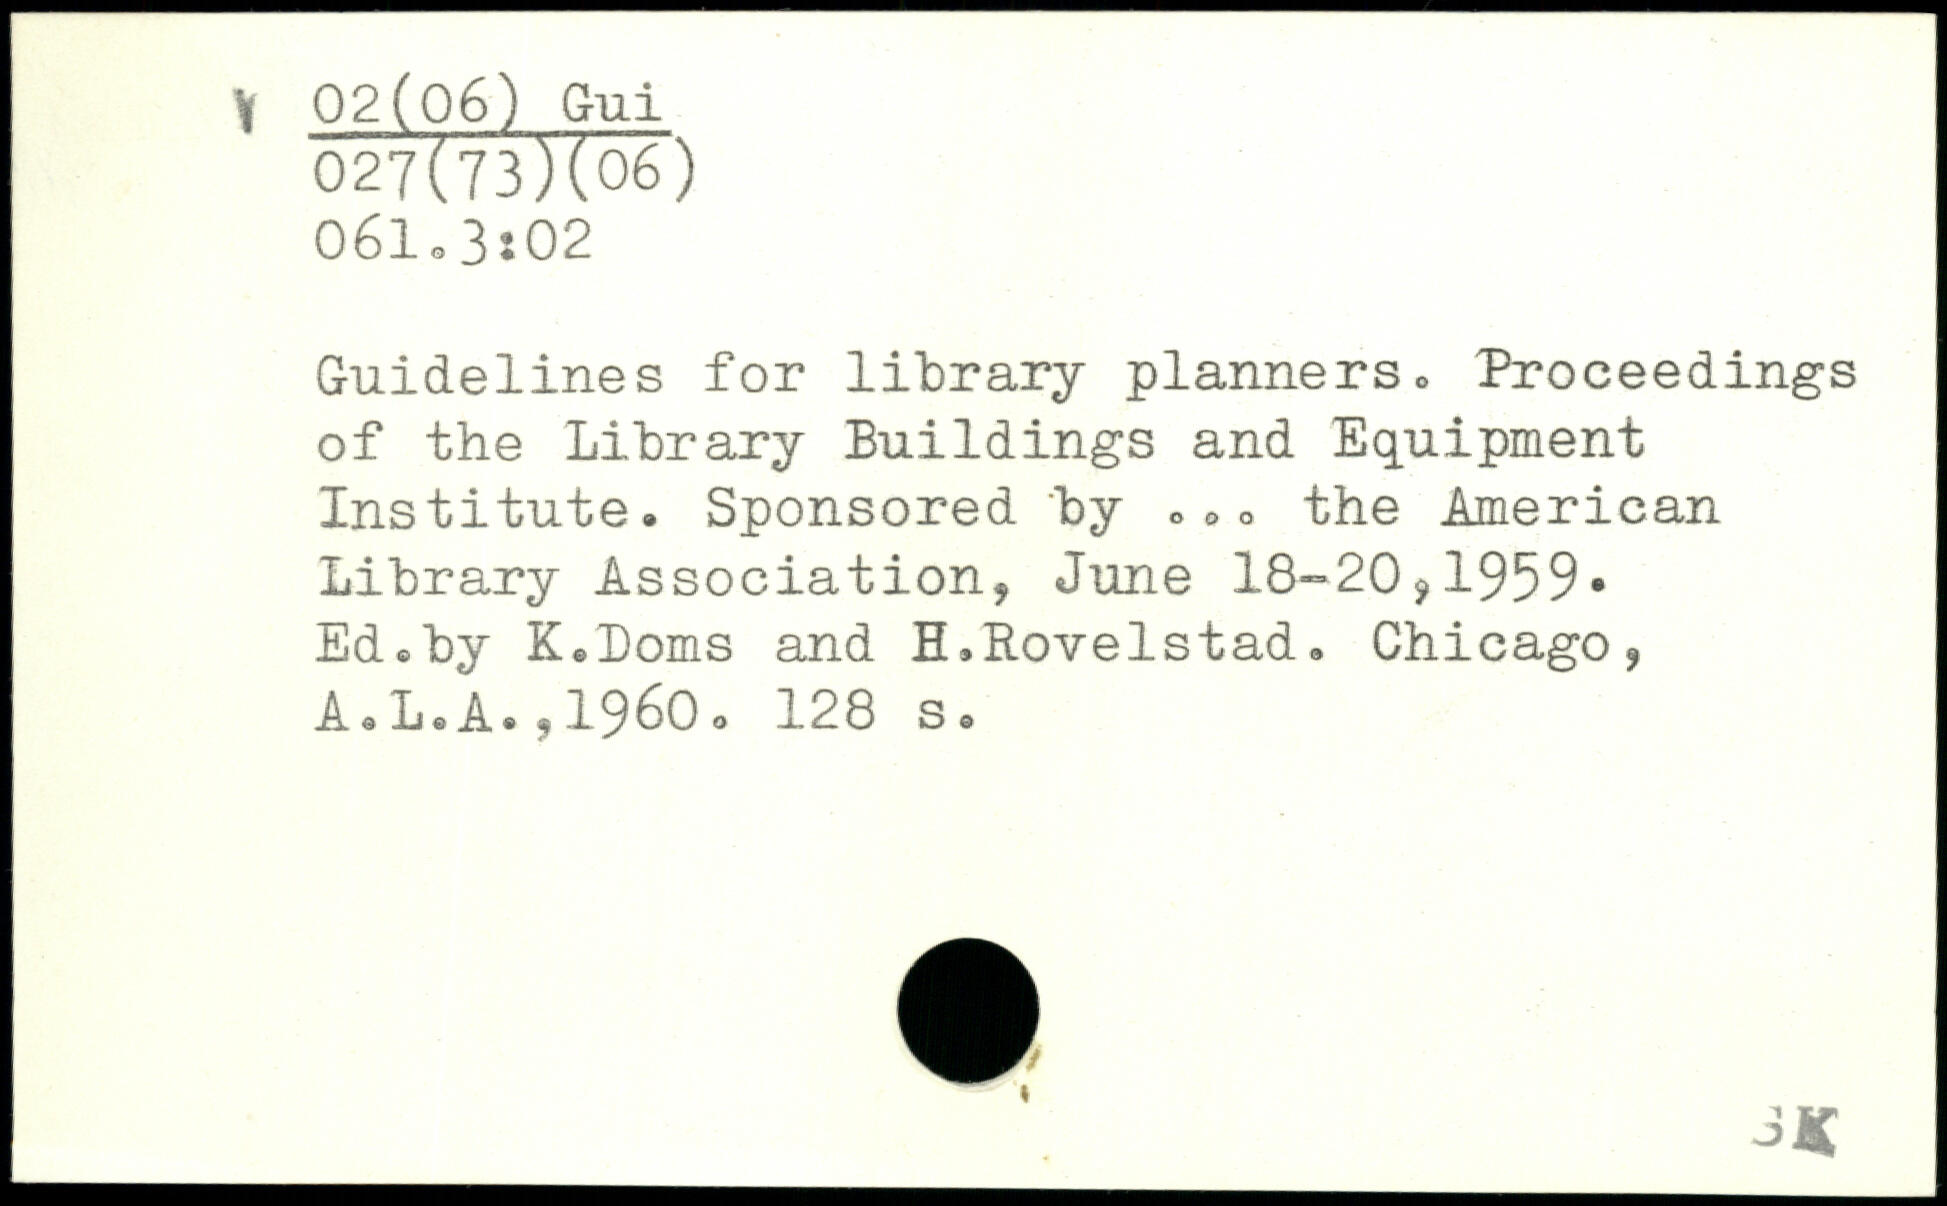 V 02(06) Gui
027(73)(06)
061.3:02
Guidelines for library planners. Proceedings
of the Library Buildings and Equipment
Institute. Sponsored by ... the American
Library Association, June 18-20,1959.
Ed.by K.Doms and H.Rovelstad. Chicago,
A.L.A.,1960. 128 s.
SK